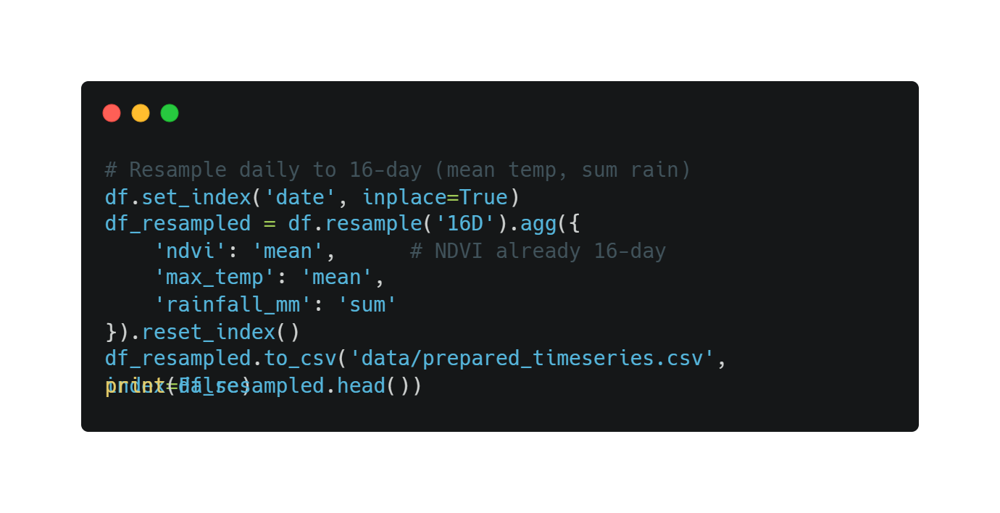 # Resample daily to 16-day (mean temp, sum rain)
df.set_index('date', inplace=True)
df_resampled = df.resample('16D').agg({
    'ndvi': 'mean',      # NDVI already 16-day
    'max_temp': 'mean',
    'rainfall_mm': 'sum'
}).reset_index()
df_resampled.to_csv('data/prepared_timeseries.csv',
index=False)
print(df_resampled.head())